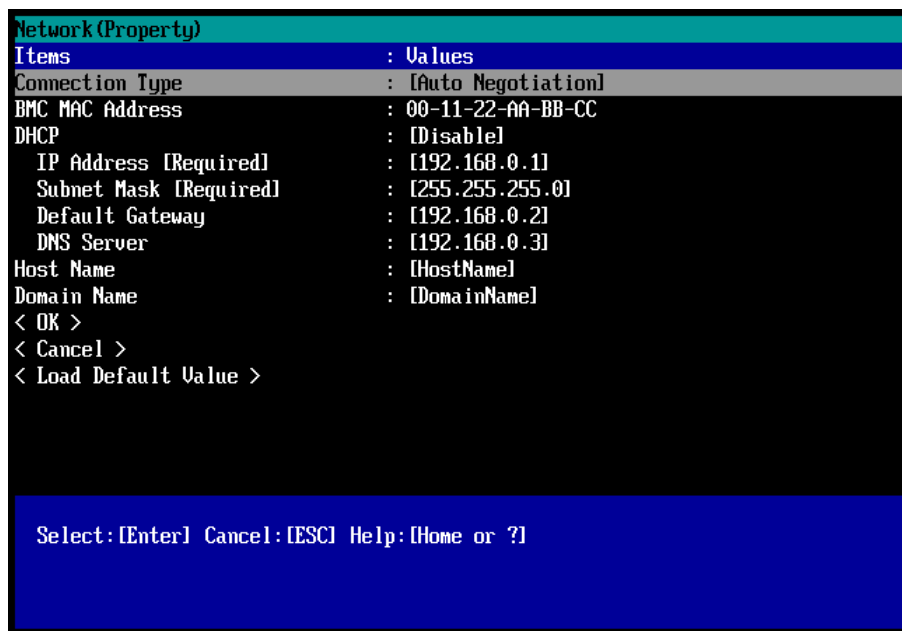 Network(Property)
Items : Values
Connection Type : [Auto Negotiation]
BMC MAC Address : 00-11-22-AA-BB-CC
DHCP : [Disable]
IP Address [Required] : [192.168.0.1]
Subnet Mask [Required] : [255.255.255.0]
Default Gateway : [192.168.0.2]
DNS Server : [192.168.0.3]
Host Name : [HostName]
Domain Name : [DomainName]
< OK >
< Cancel >
< Load Default Value >
Select:[Enter] Cancel:[ESC] Help:[Home or ?]